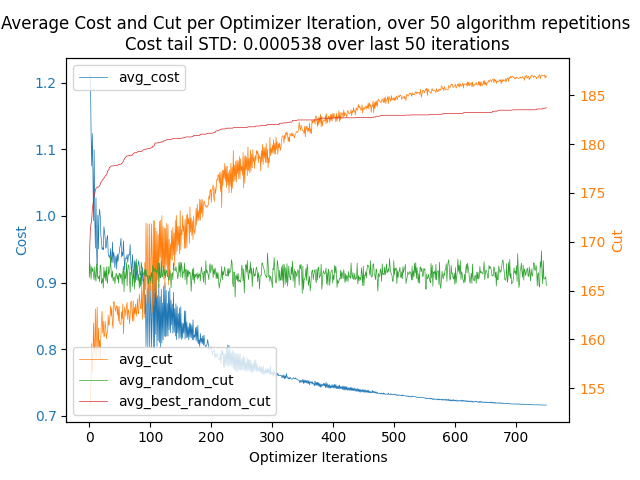 Average Cost and Cut per Optimizer Iteration, over 50 algorithm repetitions
Cost tail STD: 0.000538 over last 50 iterations
avg_cost
1.2
1.1
1.0
0.9
0.8
0.7
Cost
185
180
175
170
165
160
155
Cut
avg_cut
avg_random_cut
avg_best_random_cut
0 100 200 300 400 500 600 700
Optimizer Iterations